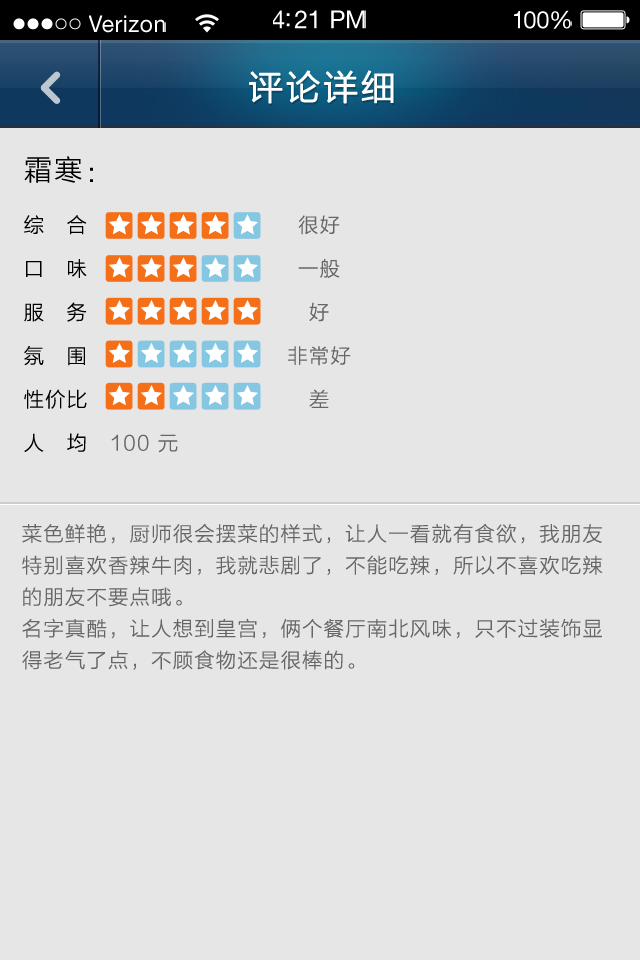 Verizon 4:21 PM 100%
评论详细
霜寒：
综 合 很好
口 味 一般
服 务 好
氛 围 非常好
性价比 差
人 均 100 元
菜色鲜艳，厨师很会摆菜的样式，让人一看就有食欲，我朋友
特别喜欢香辣牛肉，我就悲剧了，不能吃辣，所以不喜欢吃辣
的朋友不要点哦。
名字真酷，让人想到皇宫，俩个餐厅南北风味，只不过装饰显
得老气了点，不顾食物还是很棒的。